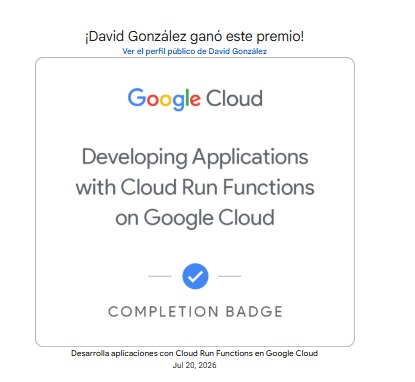 ¡David González ganó este premio!
Ver el perfil público de David González
Google Cloud
Developing Applications
with Cloud Run Functions
on Google Cloud
COMPLETION BADGE
Desarrolla aplicaciones con Cloud Run Functions en Google Cloud
Jul 20, 2026